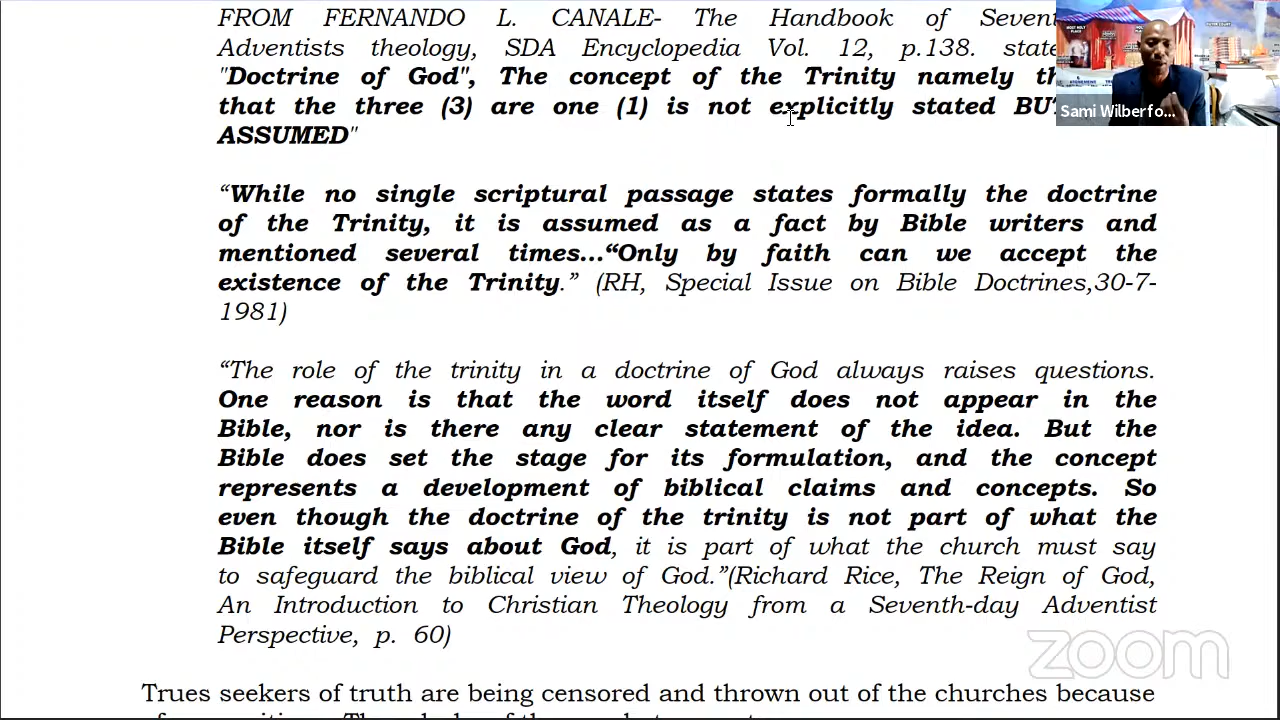 FROM FERNANDO L. CANALE- The Handbook of
Adventists theology, SDA Encyclopedia Vol. 12, p.138.
"Doctrine of God", The concept of the Trinity namely
that the three (3) are one (1) is not explicitly stated
ASSUMED"
“While no single scriptural passage states formally the doctrine
of the Trinity, it is assumed as a fact by Bible writers and
mentioned several times...“Only by faith can we accept the
existence of the Trinity.” (RH, Special Issue on Bible Doctrines,30-7-
1981)
“The role of the trinity in a doctrine of God always raises questions.
One reason is that the word itself does not appear in the
Bible, nor is there any clear statement of the idea. But the
Bible does set the stage for its formulation, and the concept
represents a development of biblical claims and concepts. So
even though the doctrine of the trinity is not part of what the
Bible itself says about God, it is part of what the church must say
to safeguard the biblical view of God.”(Richard Rice, The Reign of God,
An Introduction to Christian Theology from a Seventh-day Adventist
Perspective, p. 60)
Trues seekers of truth are being censored and thrown out of the churches because
Sami Wilberfo...
zoom